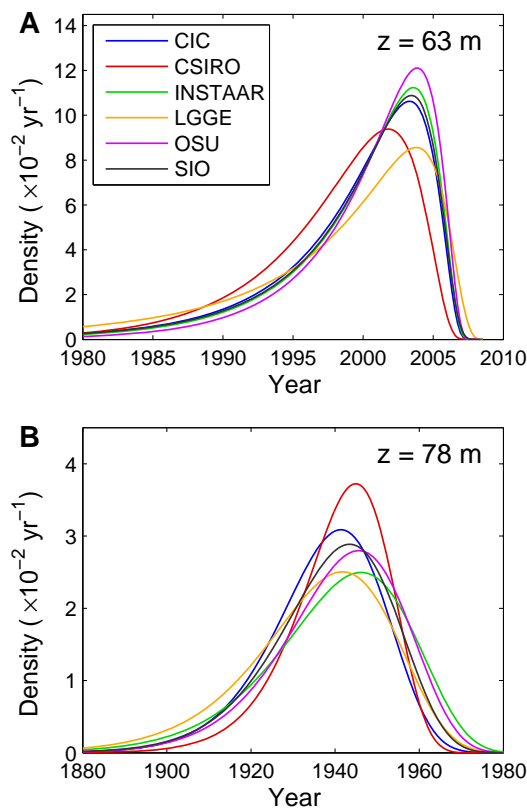 A
z = 63 m
CIC
CSIRO
INSTAAR
LGGE
OSU
SIO
Density ( ×10⁻² yr⁻¹)
14
12
10
8
6
4
2
0
1980 1985 1990 1995 2000 2005 2010
Year
B
z = 78 m
Density ( ×10⁻² yr⁻¹)
4
3
2
1
0
1880 1900 1920 1940 1960 1980
Year